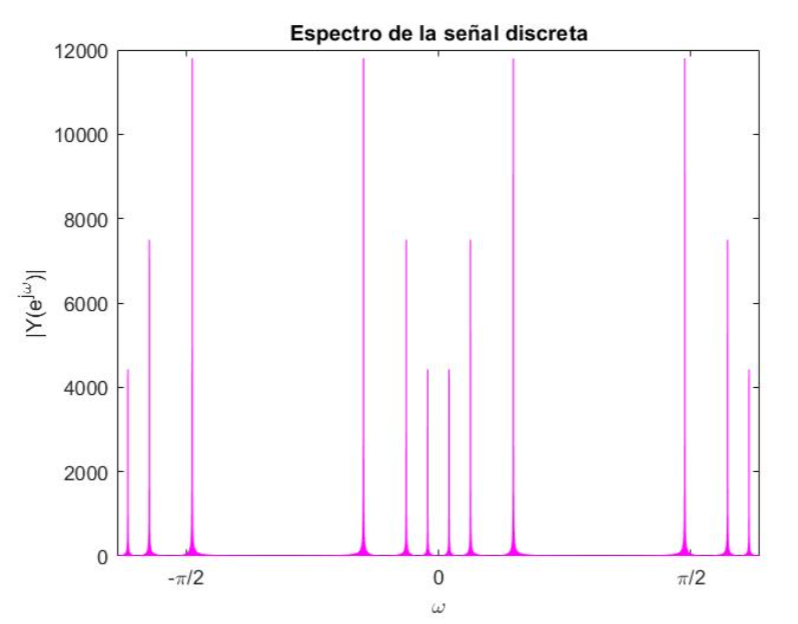 Espectro de la señal discreta
12000
10000
8000
6000
4000
2000
0
|Y(e^{jω})|
-π/2
0
π/2
ω